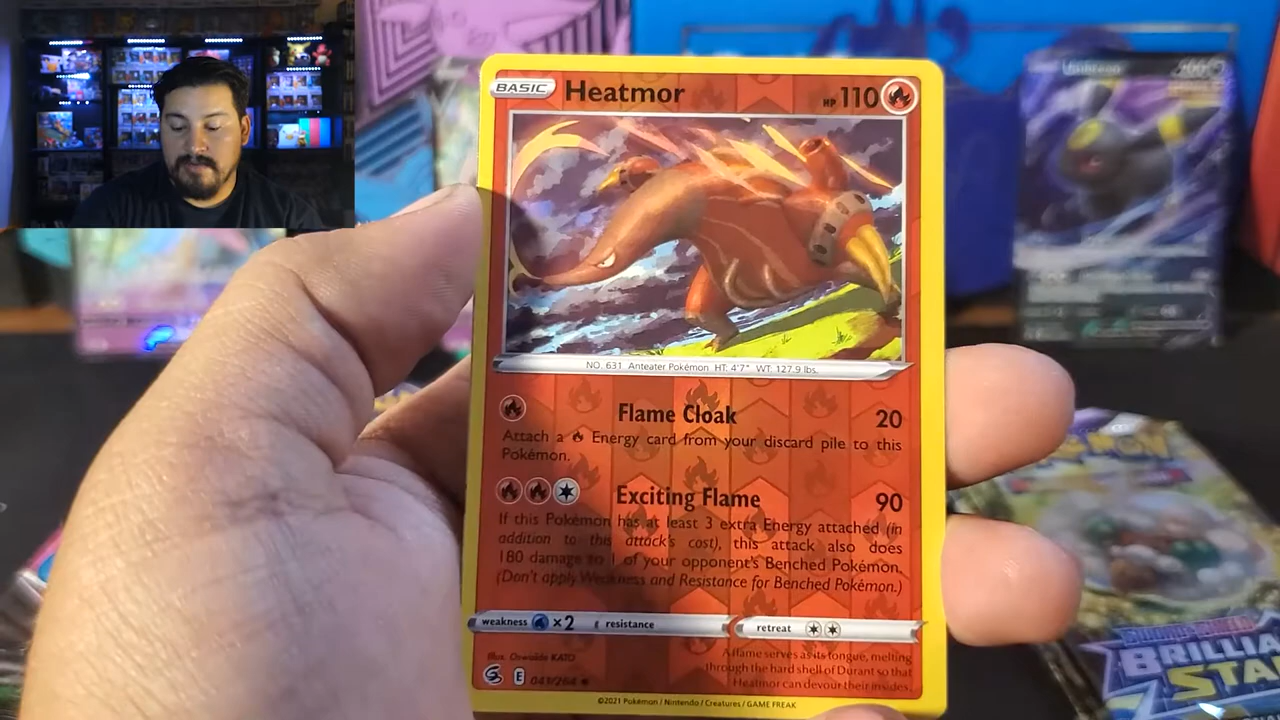 BASIC Heatmor HP 110
NO. 631 Anteater Pokémon HT: 4'7" WT: 127.9 lbs.
Flame Cloak 20
Attach a Energy card from your discard pile to this
Pokémon.
Exciting Flame 90
If this Pokémon has at least 3 extra Energy attached (in
addition to this attack's cost), this attack also does
180 damage to 1 of your opponent's Benched Pokémon.
(Don't apply Weakness and Resistance for Benched Pokémon.)
weakness ×2 resistance retreat
Illus. Oswaldo KATO
E 041/264
A flame serves as its tongue, melting
through the hard shell of Durant so that
Heatmor can devour their insides.
©2021 Pokémon / Nintendo / Creatures / GAME FREAK
Umbreon
POKÉMON
BRILLIA
STA